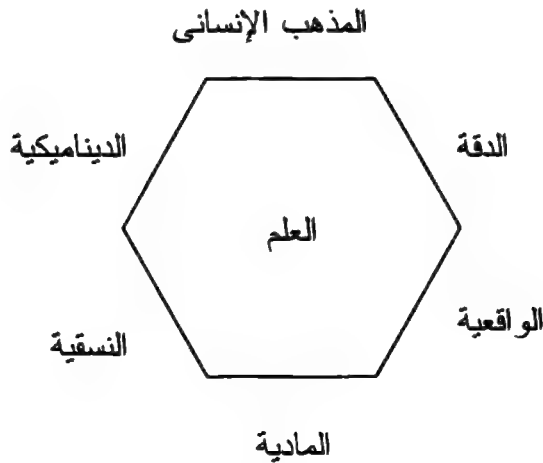 المذهب الإنسانى
الدقة
الديناميكية
العلم
الواقعية
النسقية
المادية